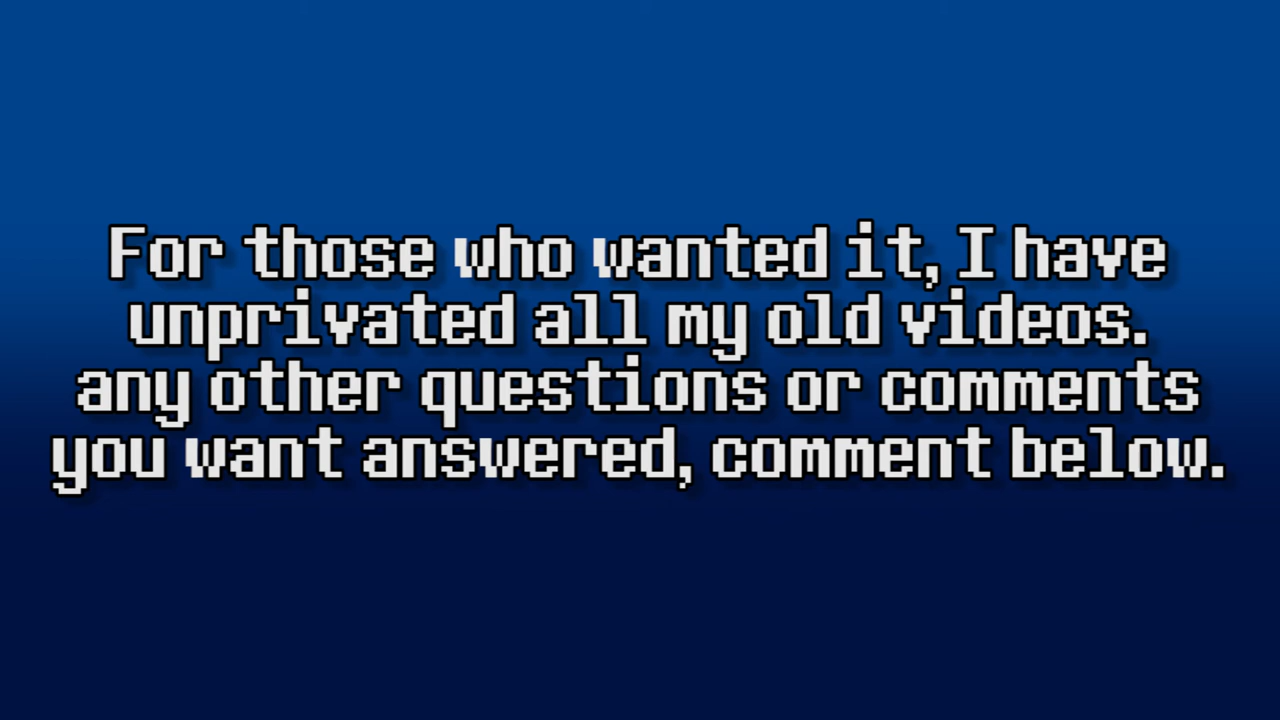 For those who wanted it, I have
unprivated all my old videos.
any other questions or comments
you want answered, comment below.